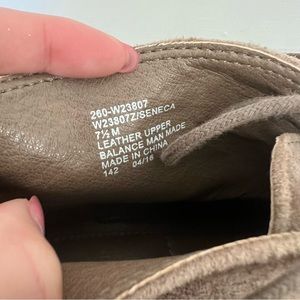 260-W23807
W23807Z/SENECA
7½ M
LEATHER UPPER
BALANCE MAN MADE
MADE IN CHINA
142 04/16